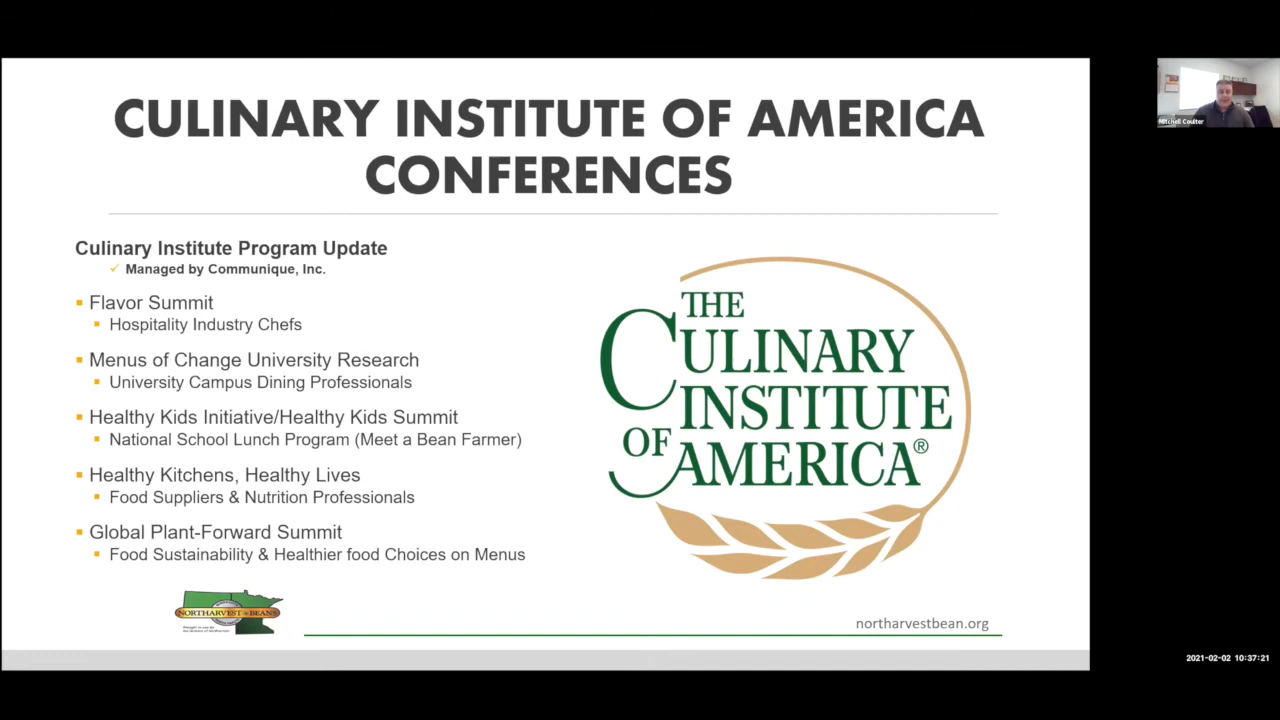 CULINARY INSTITUTE OF AMERICA
CONFERENCES
Culinary Institute Program Update
Managed by Communique, Inc.
Flavor Summit
Hospitality Industry Chefs
Menus of Change University Research
University Campus Dining Professionals
Healthy Kids Initiative/Healthy Kids Summit
National School Lunch Program (Meet a Bean Farmer)
Healthy Kitchens, Healthy Lives
Food Suppliers & Nutrition Professionals
Global Plant-Forward Summit
Food Sustainability & Healthier food Choices on Menus
THE
CULINARY
INSTITUTE
OF AMERICA®
NORTHARVEST BEANS
northarvestbean.org
Mitchell Coulter
2021-02-02 10:37:21